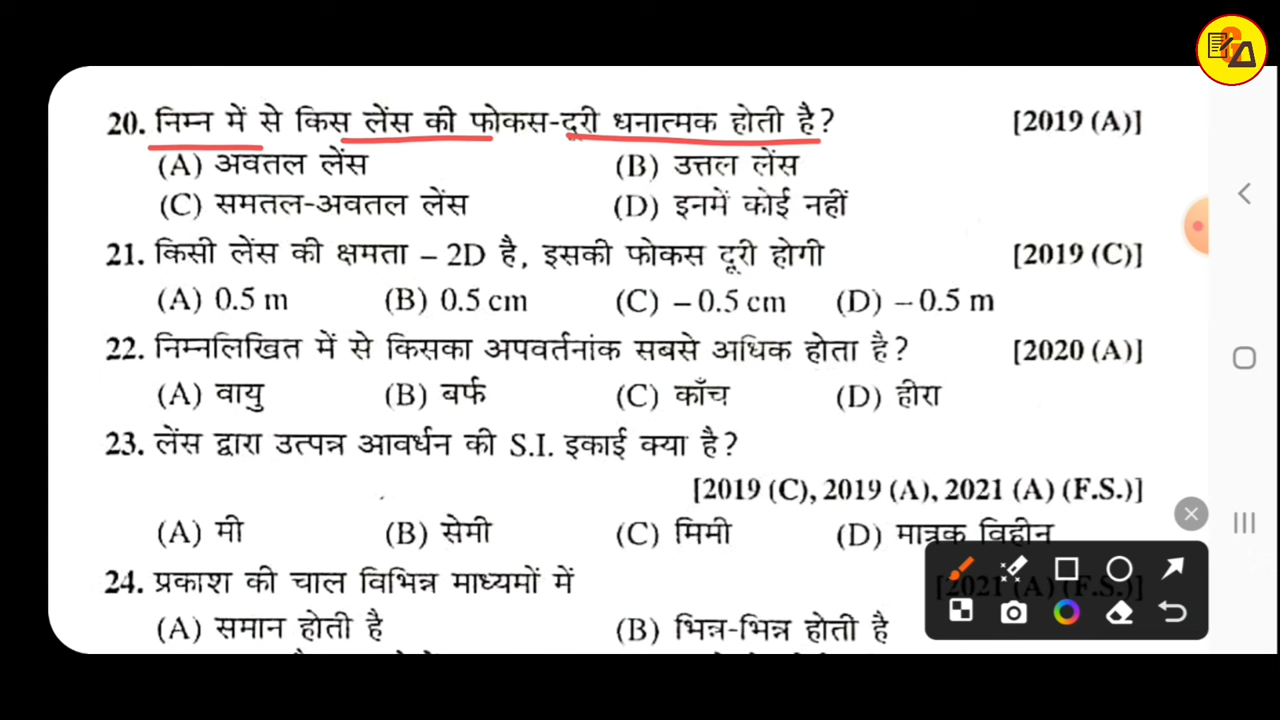 20. निम्न में से किस लेंस की फोकस-दूरी धनात्मक होती है? [2019 (A)]
(A) अवतल लेंस (B) उत्तल लेंस
(C) समतल-अवतल लेंस (D) इनमें कोई नहीं
21. किसी लेंस की क्षमता – 2D है, इसकी फोकस दूरी होगी [2019 (C)]
(A) 0.5 m (B) 0.5 cm (C) – 0.5 cm (D) – 0.5 m
22. निम्नलिखित में से किसका अपवर्तनांक सबसे अधिक होता है? [2020 (A)]
(A) वायु (B) बर्फ (C) काँच (D) हीरा
23. लेंस द्वारा उत्पन्न आवर्धन की S.I. इकाई क्या है?
[2019 (C), 2019 (A), 2021 (A) (F.S.)]
(A) मी (B) सेमी (C) मिमी (D) मात्रक विहीन
24. प्रकाश की चाल विभिन्न माध्यमों में [2021 (A) (F.S.)]
(A) समान होती है (B) भिन्न-भिन्न होती है